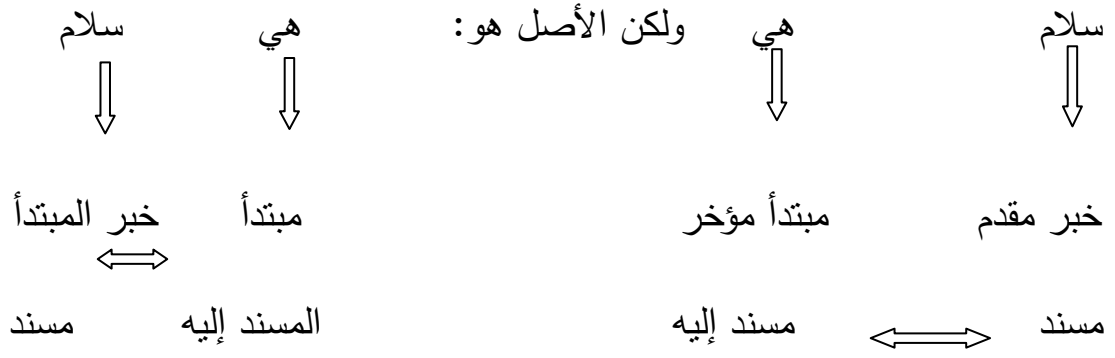 سلام هي ولكن الأصل هو: هي سلام
خبر مقدم مبتدأ مؤخر مبتدأ خبر المبتدأ
مسند مسند إليه المسند إليه مسند